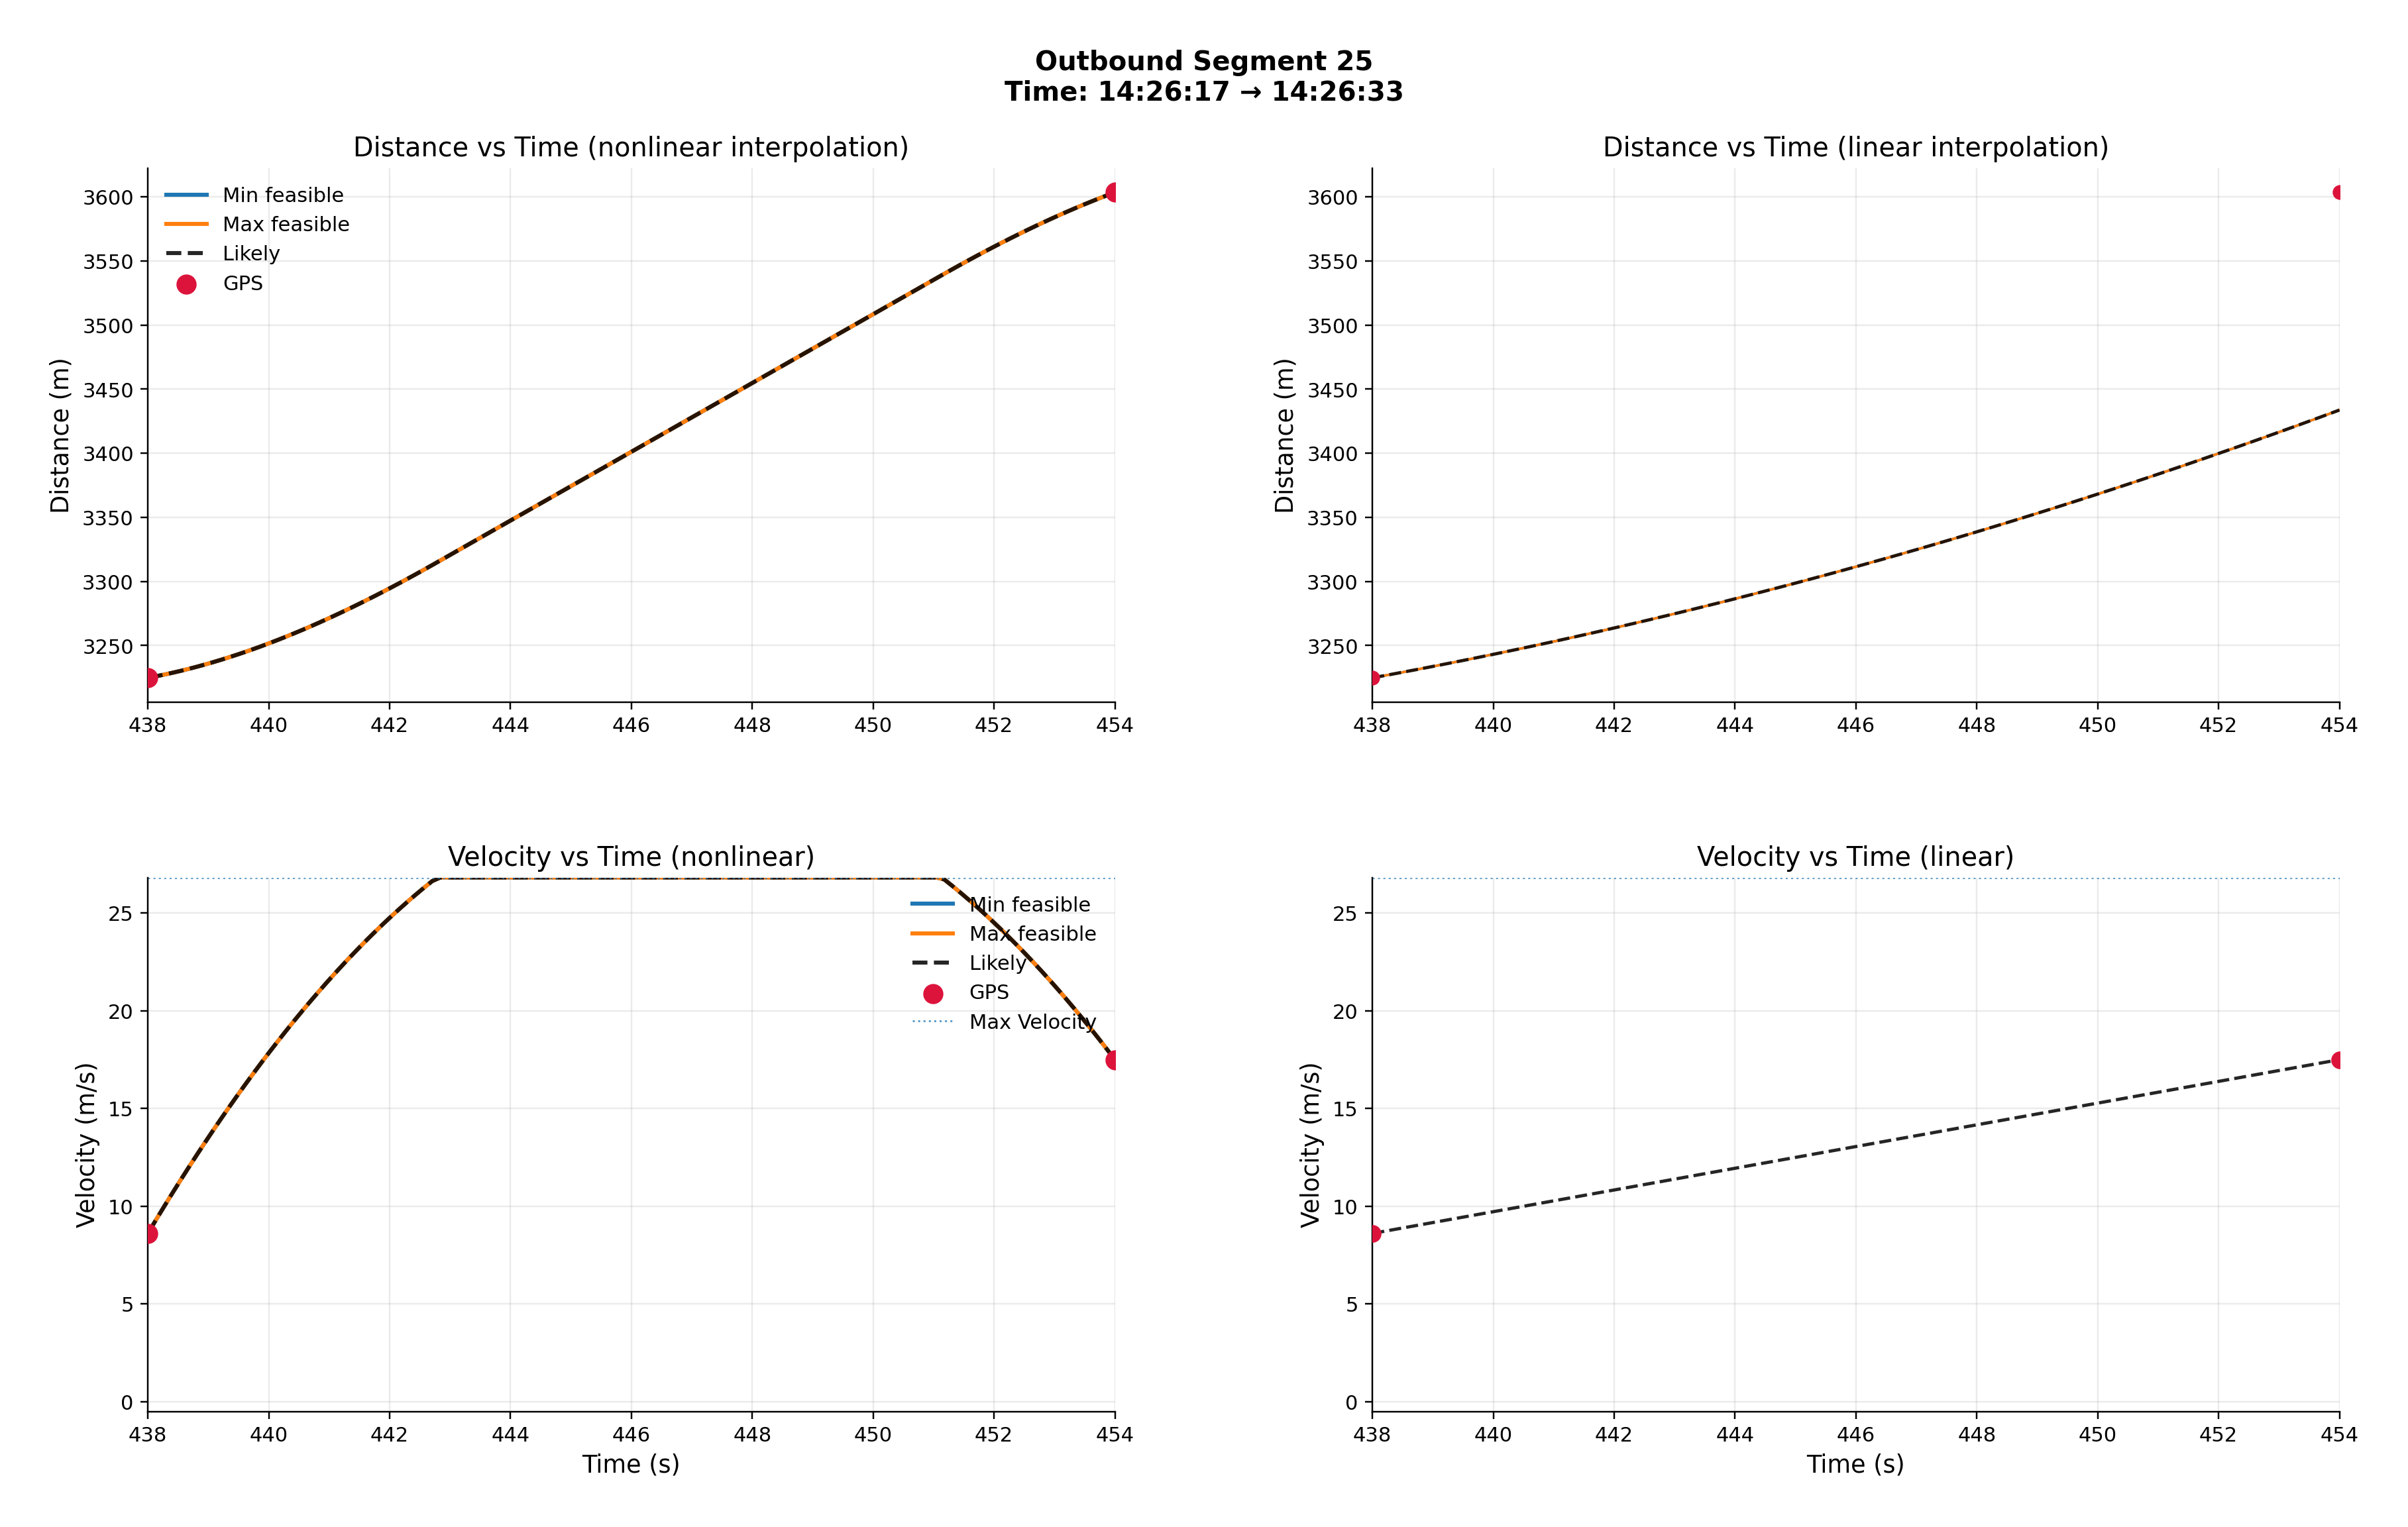 Outbound Segment 25
Time: 14:26:17 → 14:26:33
Distance vs Time (nonlinear interpolation)
Distance (m)
3600
3550
3500
3450
3400
3350
3300
3250
Min feasible
Max feasible
Likely
GPS
438 440 442 444 446 448 450 452 454
Distance vs Time (linear interpolation)
Distance (m)
3600
3550
3500
3450
3400
3350
3300
3250
438 440 442 444 446 448 450 452 454
Velocity vs Time (nonlinear)
Velocity (m/s)
25
20
15
10
5
0
Min feasible
Max feasible
Likely
GPS
Max Velocity
438 440 442 444 446 448 450 452 454
Time (s)
Velocity vs Time (linear)
Velocity (m/s)
25
20
15
10
5
0
438 440 442 444 446 448 450 452 454
Time (s)